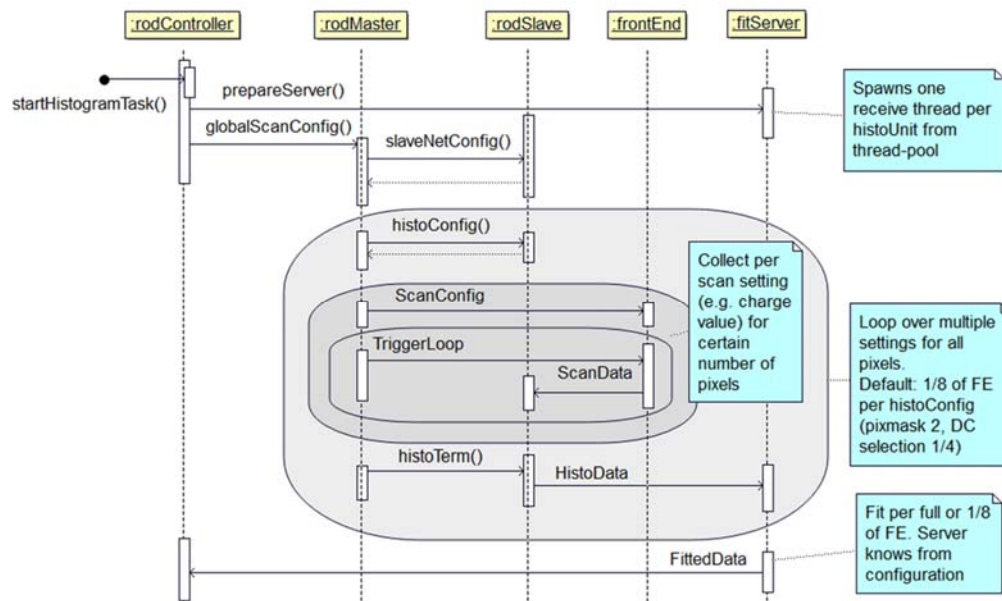 :rodController
:rodMaster
:rodSlave
:frontEnd
:fitServer
startHistogramTask()
prepareServer()
Spawns one
receive thread per
histoUnit from
thread-pool
globalScanConfig()
slaveNetConfig()
histoConfig()
Collect per
scan setting
(e.g. charge
value) for
certain
number of
pixels
ScanConfig
TriggerLoop
ScanData
Loop over multiple
settings for all
pixels.
Default: 1/8 of FE
per histoConfig
(pixmask 2, DC
selection 1/4)
histoTerm()
HistoData
Fit per full or 1/8
of FE. Server
knows from
configuration
FittedData